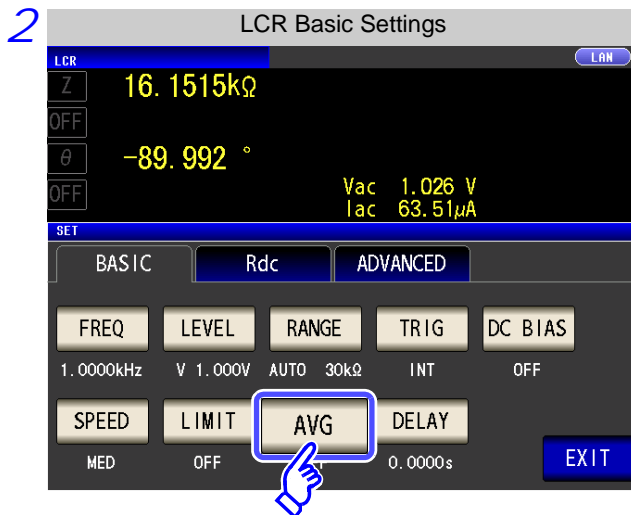 2
LCR Basic Settings
LCR LAN
Z 16.1515kΩ
OFF
θ -89.992 °
OFF
Vac 1.026 V
Iac 63.51μA
SET
BASIC Rdc ADVANCED
FREQ LEVEL RANGE TRIG DC BIAS
1.0000kHz V 1.000V AUTO 30kΩ INT OFF
SPEED LIMIT AVG DELAY
MED OFF 0.0000s EXIT